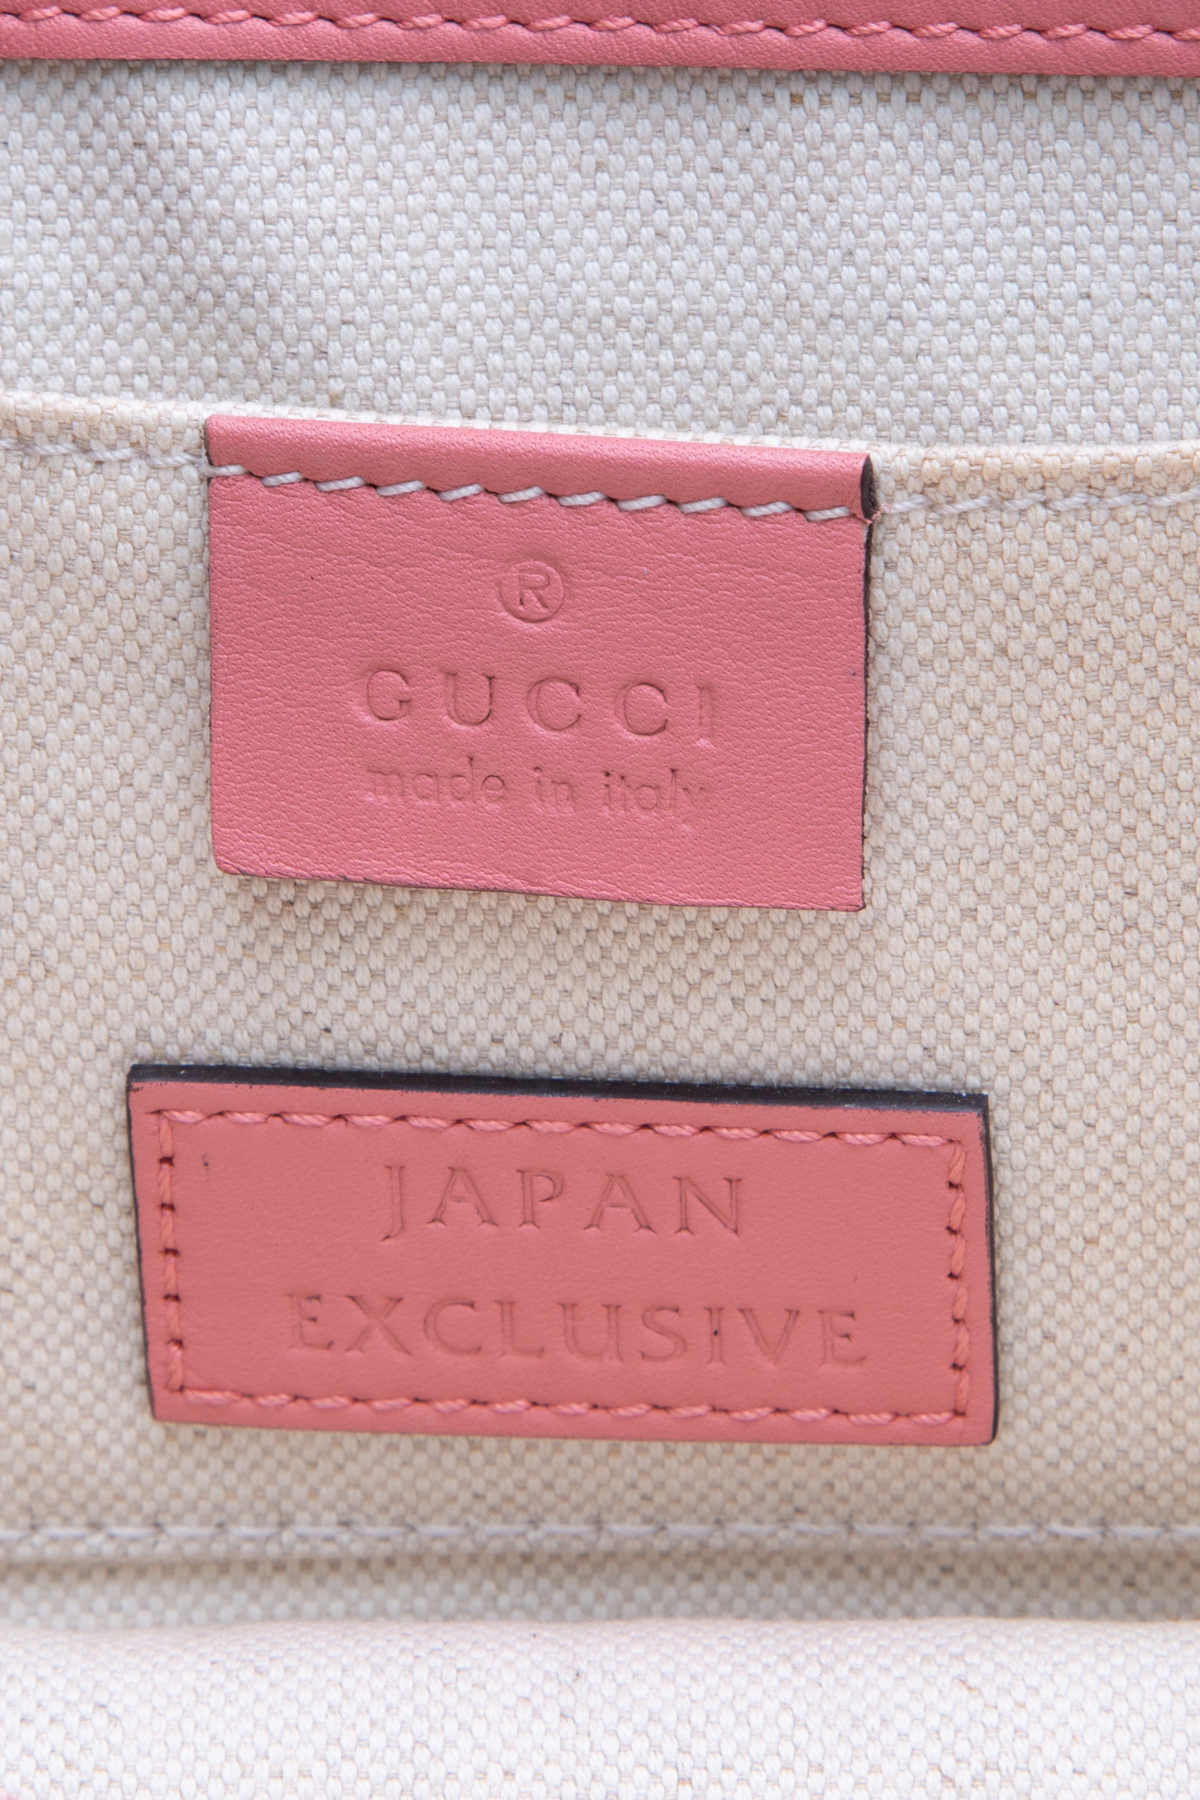 ®
GUCCI
made in italy
JAPAN
EXCLUSIVE